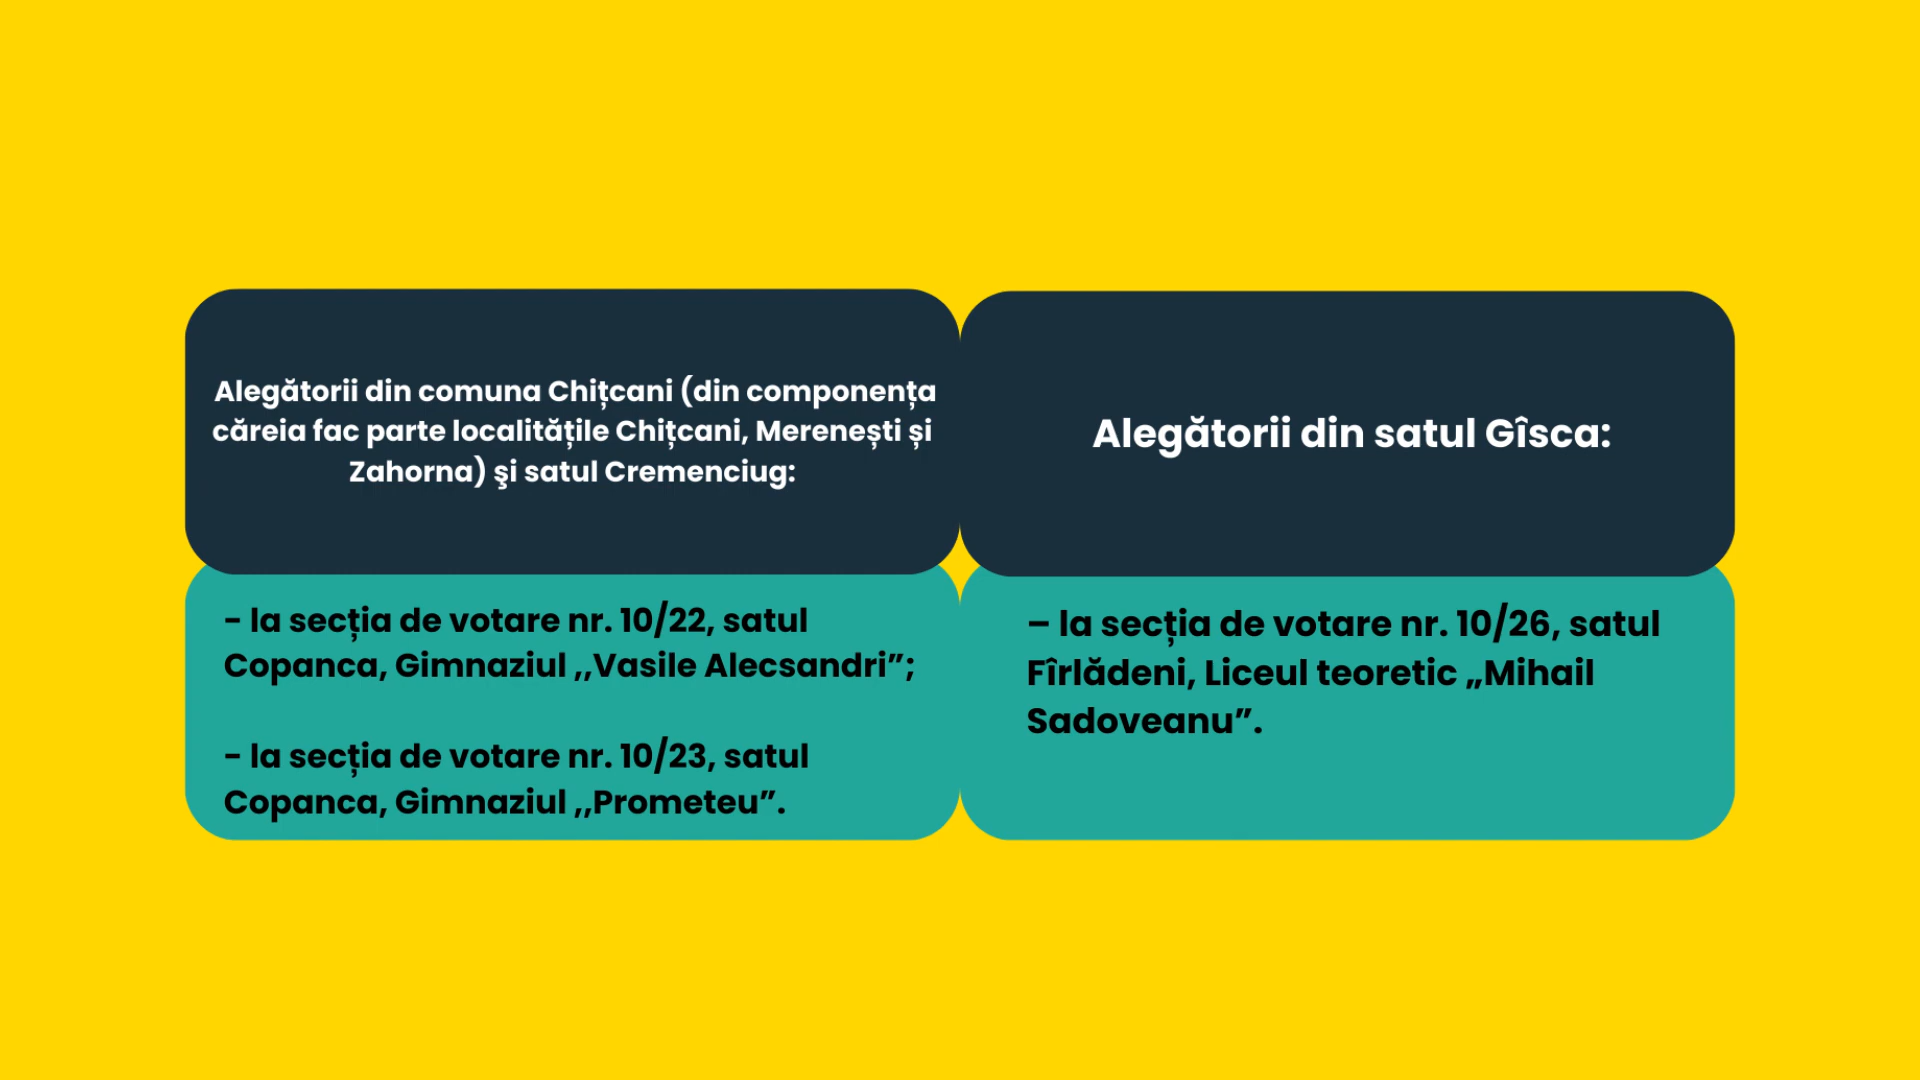 Alegătorii din comuna Chițcani (din componența
căreia fac parte localitățile Chițcani, Merenești și
Zahorna) şi satul Cremenciug:
- la secția de votare nr. 10/22, satul
Copanca, Gimnaziul ,,Vasile Alecsandri”;
- la secția de votare nr. 10/23, satul
Copanca, Gimnaziul ,,Prometeu”.
Alegătorii din satul Gîsca:
– la secția de votare nr. 10/26, satul
Fîrlădeni, Liceul teoretic „Mihail
Sadoveanu”.